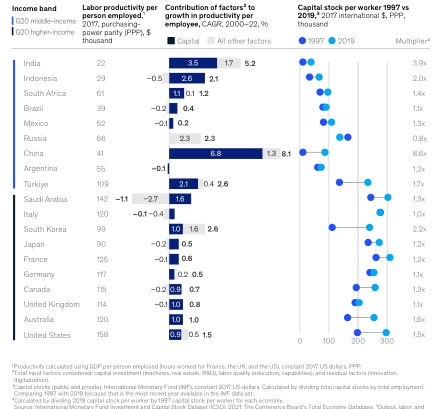 Income band
G20 middle-income
G20 higher-income
Labor productivity per person employed,¹ 2017, purchasing-power parity (PPP), $ thousand
Contribution of factors² to growth in productivity per employee, CAGR, 2000–22, %
Capital All other factors
Capital stock per worker 1997 vs 2019,³ 2017 international $, PPP, thousand
1997 2019 Multiplier⁴
India 22 3.5 1.7 5.2 3.9x
Indonesia 29 −0.5 2.6 2.1 2.0x
South Africa 61 1.1 0.1 1.2 1.4x
Brazil 39 −0.2 0.4 1.1x
Mexico 52 −0.1 0.2 1.3x
Russia 66 2.3 2.3 0.8x
China 41 6.8 1.3 8.1 8.6x
Argentina 55 −0.1 1.2x
Türkiye 109 2.1 0.4 2.6 1.7x
Saudi Arabia 142 −1.1 −2.7 1.6 1.3x
Italy 120 −0.1 −0.4 1.0x
South Korea 99 1.0 1.6 2.6 2.2x
Japan 90 −0.2 0.5 1.2x
France 125 −0.1 0.6 1.2x
Germany 117 0.2 0.5 1.1x
Canada 115 −0.2 0.9 0.7 1.3x
United Kingdom 114 −0.1 1.0 0.8 1.1x
Australia 120 1.0 1.0 1.6x
United States 158 0.9 0.5 1.5 1.5x
0 100 200 300
¹Productivity calculated using GDP per person employed (hours worked for France, the UK, and the US), constant 2017 US dollars, PPP.
²Total input factors considered: capital investment (machines, real estate, R&D), labor quality (education, capabilities), and residual factors (innovation, digitalization).
³Capital stocks (public and private), International Monetary Fund (IMF), constant 2017 US dollars. Calculated by dividing total capital stocks by total employment.
Comparing 1997 with 2019 because that is the most recent year available in the IMF data set.
⁴Calculated by dividing 2019 capital stock per worker by 1997 capital stock per worker for each economy.
Source: International Monetary Fund Investment and Capital Stock Dataset (ICSD), 2021; The Conference Board's Total Economy Database, "Output, labor, and